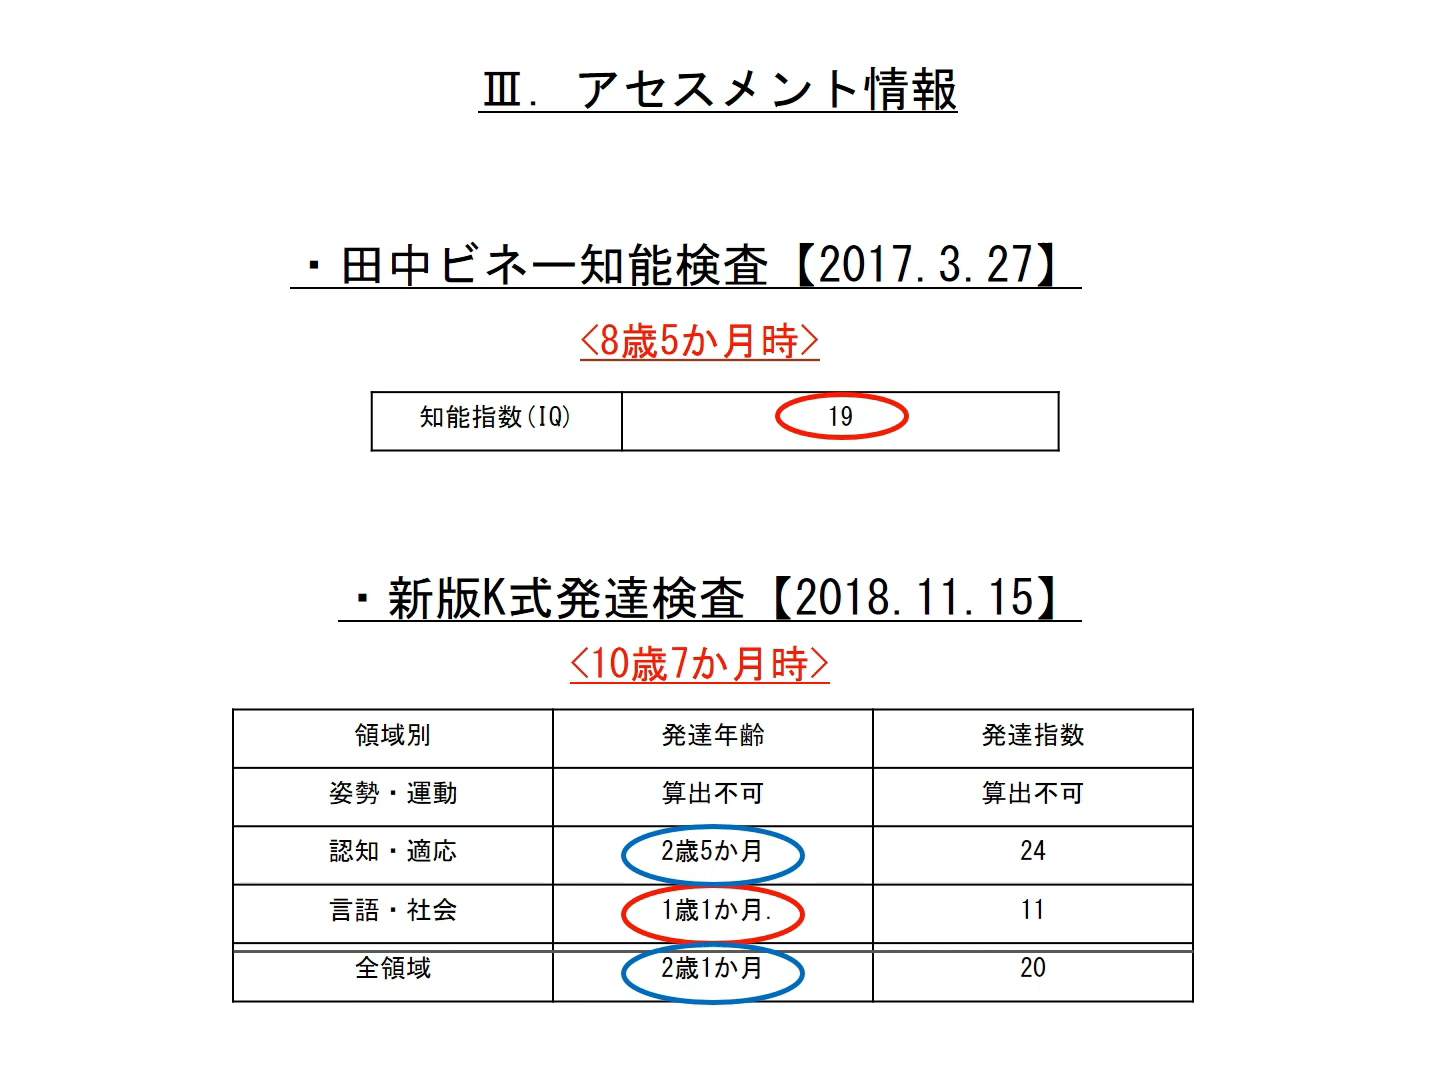 Ⅲ. アセスメント情報
・田中ビネー知能検査【2017.3.27】
<8歳5か月時>
知能指数(IQ) 19
・新版K式発達検査【2018.11.15】
<10歳7か月時>
領域別 発達年齢 発達指数
姿勢・運動 算出不可 算出不可
認知・適応 2歳5か月 24
言語・社会 1歳1か月. 11
全領域 2歳1か月 20